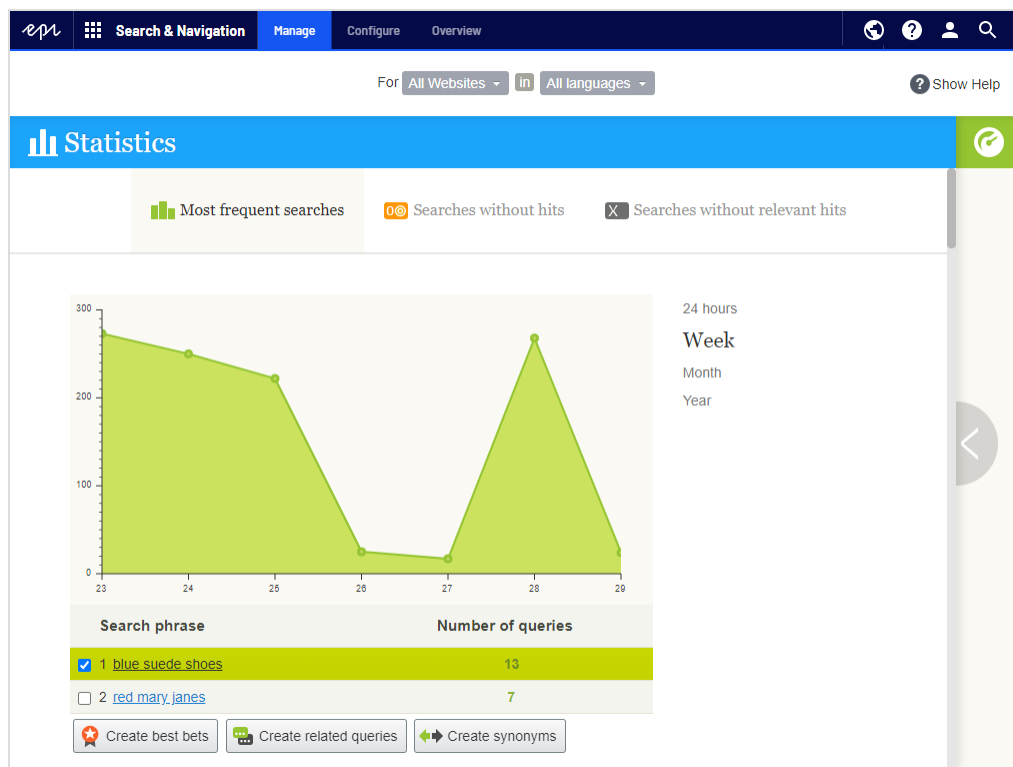 epi Search & Navigation Manage Configure Overview ?
For All Websites in All languages ? Show Help
Statistics
Most frequent searches 0 Searches without hits X Searches without relevant hits
300
200
100
0
23 24 25 26 27 28 29
24 hours
Week
Month
Year
Search phrase Number of queries
1 blue suede shoes 13
2 red mary janes 7
Create best bets Create related queries Create synonyms